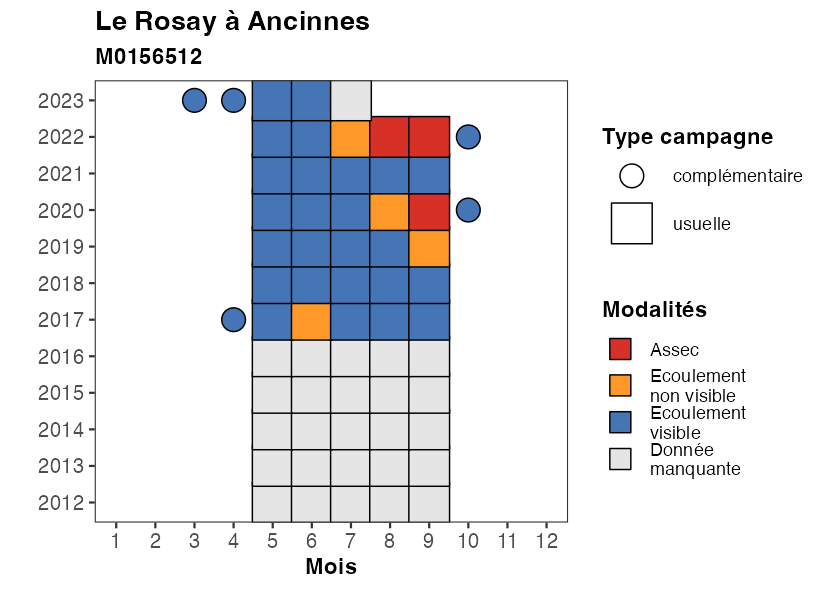 Le Rosay à Ancinnes
M0156512
2023
2022
2021
2020
2019
2018
2017
2016
2015
2014
2013
2012
1 2 3 4 5 6 7 8 9 10 11 12
Mois
Type campagne
complémentaire
usuelle
Modalités
Assec
Ecoulement
non visible
Ecoulement
visible
Donnée
manquante